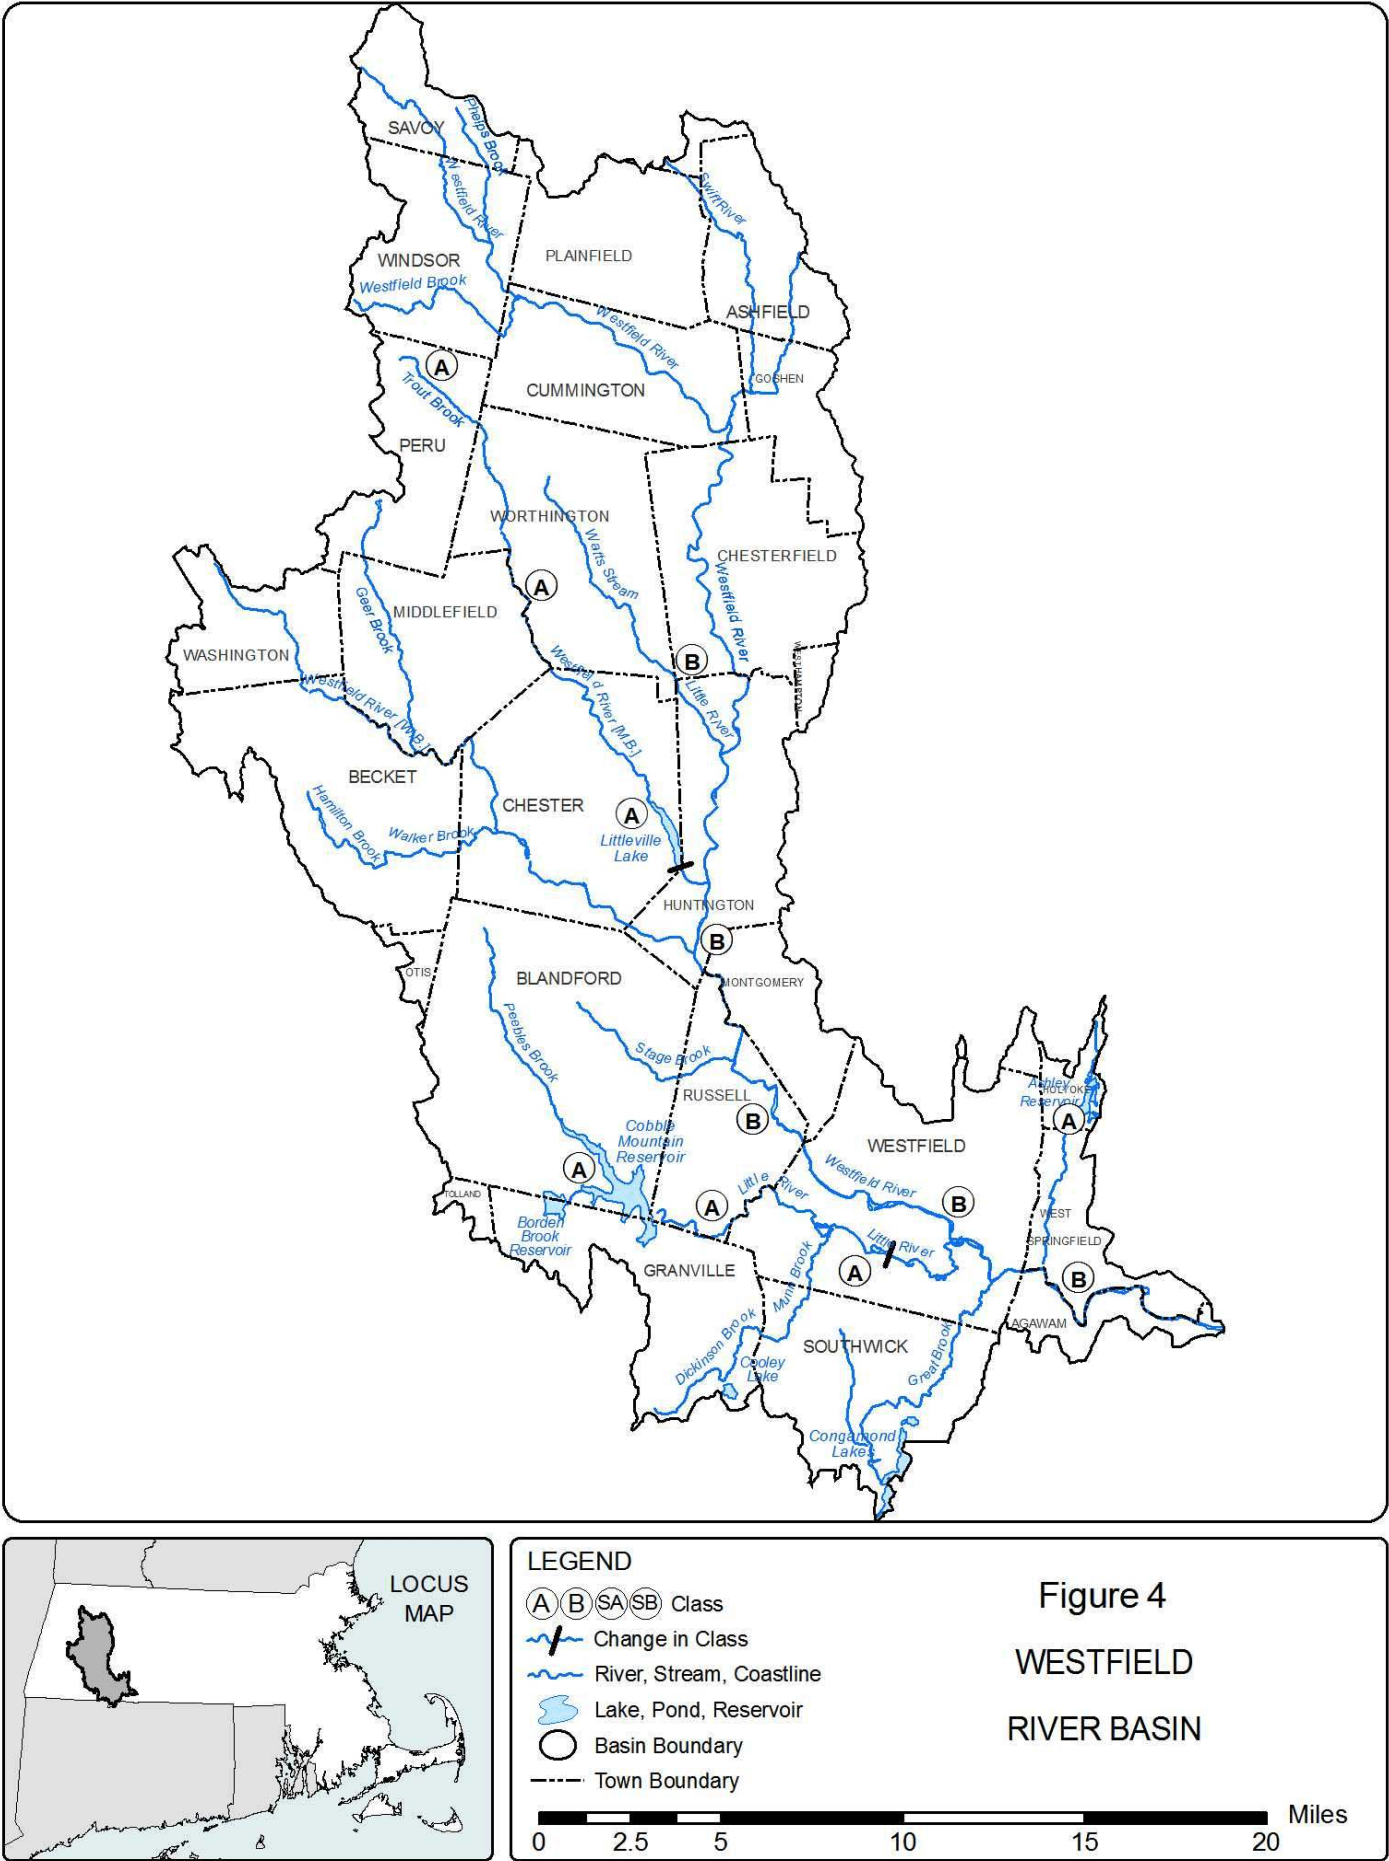 SAVOY
Phelps Brook
Westfield River
WINDSOR
Westfield Brook
PLAINFIELD
Swift River
ASHFIELD
Westfield River
GOSHEN
A
Trout Brook
CUMMINGTON
PERU
WORTHINGTON
Watts Stream
CHESTERFIELD
Westfield River
A
Geer Brook
MIDDLEFIELD
WASHINGTON
WESTHAMPTON
B
Westfield River [W.B.]
Westfield River [M.B.]
Little River
BECKET
CHESTER
Hamilton Brook
Walker Brook
A
Littleville
Lake
HUNTINGTON
B
OTIS
BLANDFORD
MONTGOMERY
Peebles Brook
Stage Brook
RUSSELL
B
Ashley
Reservoir
HOLYOKE
A
Cobble
Mountain
Reservoir
WESTFIELD
A
Westfield River
TOLLAND
Little River
A
B
Borden
Brook
Reservoir
WEST
SPRINGFIELD
Little River
GRANVILLE
Munn Brook
A
B
AGAWAM
Dickinson Brook
SOUTHWICK
Great Brook
Cooley
Lake
Congamond
Lakes
LOCUS
MAP
LEGEND
A B SA SB Class
Change in Class
River, Stream, Coastline
Lake, Pond, Reservoir
Basin Boundary
Town Boundary
Figure 4
WESTFIELD
RIVER BASIN
Miles
0 2.5 5 10 15 20